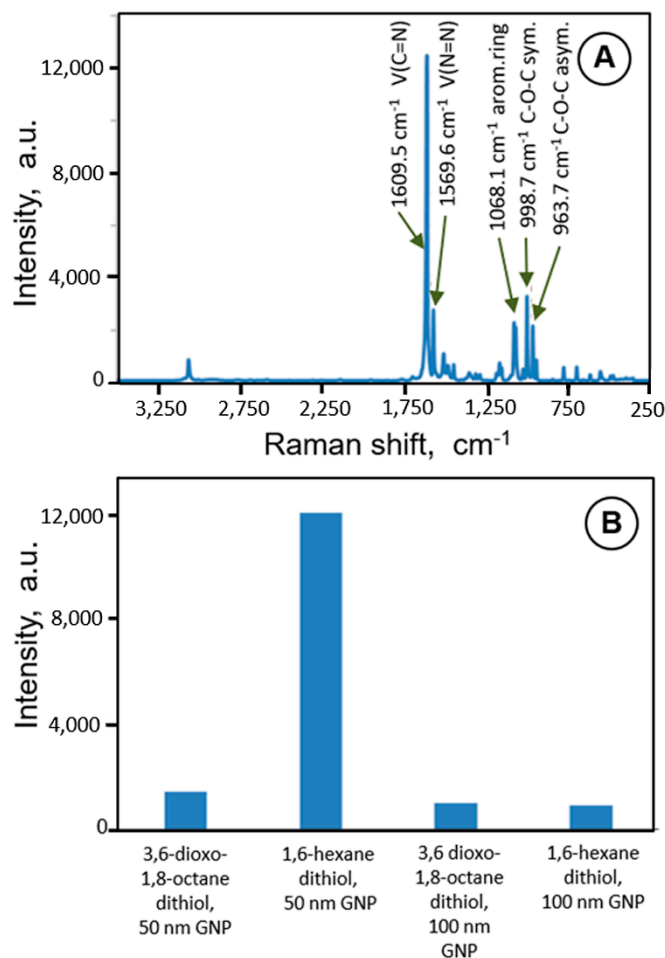 A
12,000
8,000
4,000
0
Intensity, a.u.
1609.5 cm⁻¹ V(C=N)
1569.6 cm⁻¹ V(N=N)
1068.1 cm⁻¹ arom.ring
998.7 cm⁻¹ C-O-C sym.
963.7 cm⁻¹ C-O-C asym.
3,250 2,750 2,250 1,750 1,250 750 250
Raman shift, cm⁻¹
B
12,000
8,000
4,000
0
Intensity, a.u.
3,6-dioxo-
1,8-octane
dithiol,
50 nm GNP
1,6-hexane
dithiol,
50 nm GNP
3,6 dioxo-
1,8-octane
dithiol,
100 nm
GNP
1,6-hexane
dithiol,
100 nm GNP